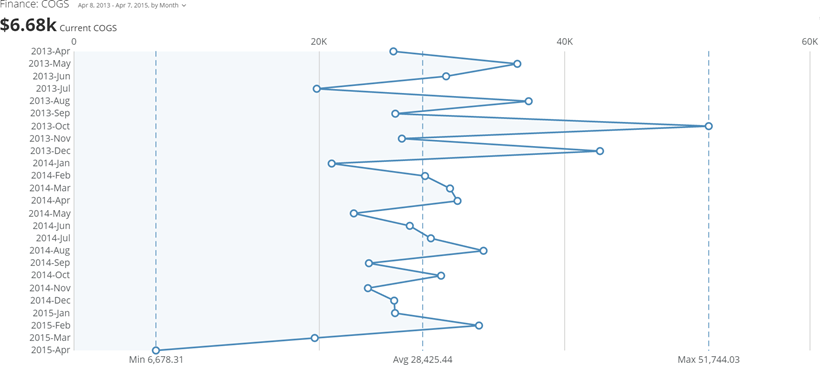 Finance: COGS Apr 8, 2013 - Apr 7, 2015, by Month
$6.68k Current COGS
0 20K 40K 60K
2013-Apr
2013-May
2013-Jun
2013-Jul
2013-Aug
2013-Sep
2013-Oct
2013-Nov
2013-Dec
2014-Jan
2014-Feb
2014-Mar
2014-Apr
2014-May
2014-Jun
2014-Jul
2014-Aug
2014-Sep
2014-Oct
2014-Nov
2014-Dec
2015-Jan
2015-Feb
2015-Mar
2015-Apr
Min 6,678.31 Avg 28,425.44 Max 51,744.03